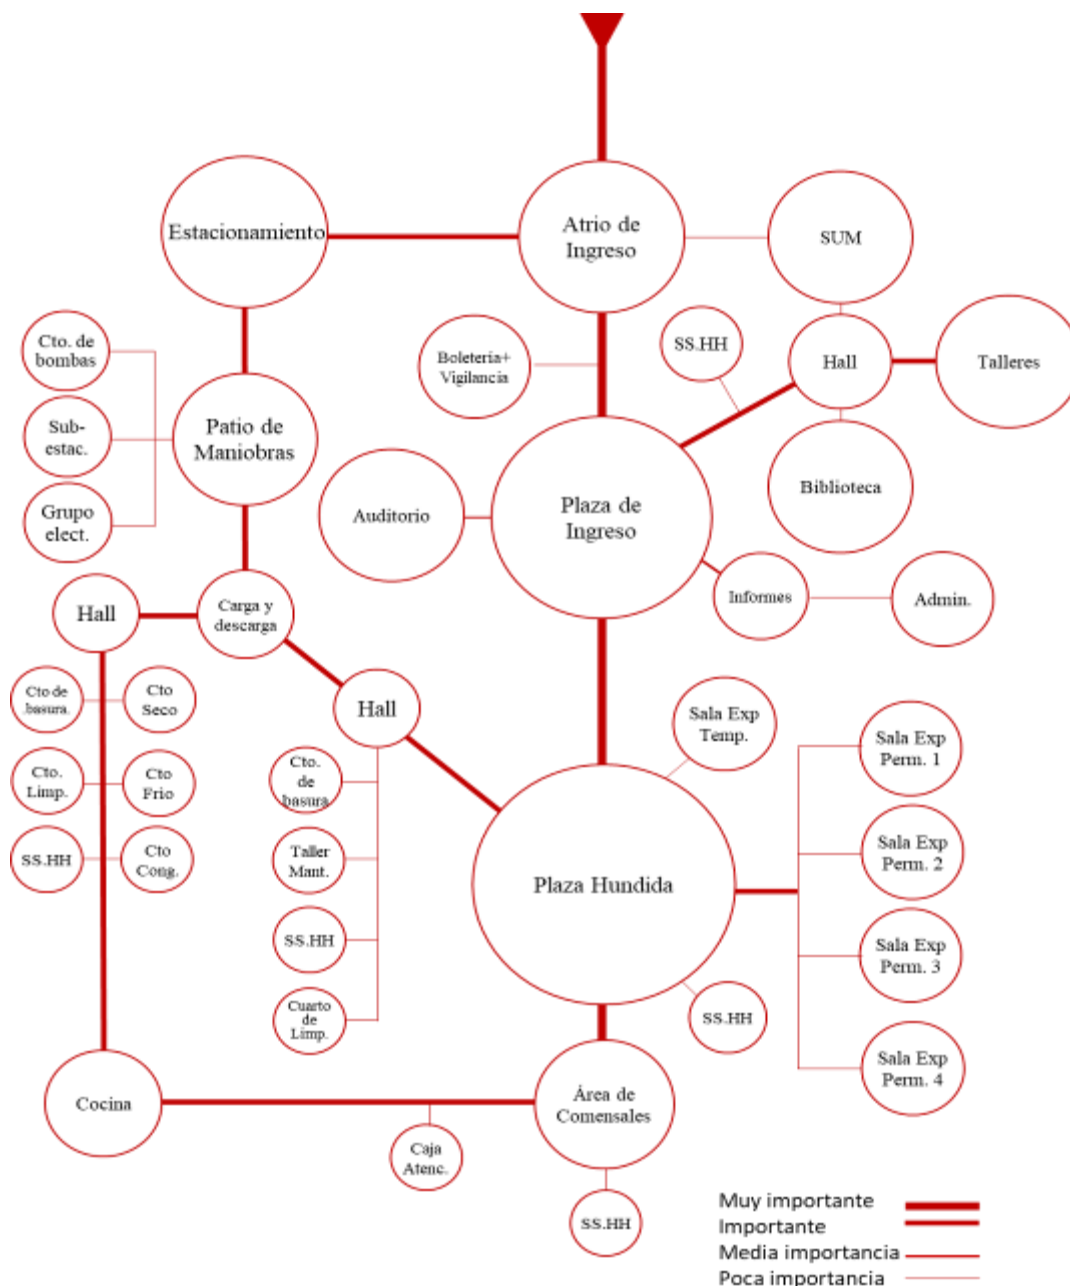 Estacionamiento
Atrio de
Ingreso
SUM
Cto. de
bombas
Boleteria+
Vigilancia
SS.HH
Hall
Talleres
Sub-
estac.
Patio de
Maniobras
Grupo
elect.
Auditorio
Plaza de
Ingreso
Biblioteca
Hall
Carga y
descarga
Informes
Admin.
Cto de
.basura.
Cto
Seco
Hall
Sala Exp
Temp.
Sala Exp
Perm. 1
Cto.
Limp.
Cto
Frio
Cto.
de
basura
SS.HH
Cto
Cong.
Taller
Mant.
Plaza Hundida
Sala Exp
Perm. 2
SS.HH
Sala Exp
Perm. 3
Cuarto
de
Limp.
SS.HH
Sala Exp
Perm. 4
Cocina
Área de
Comensales
Caja
Atenc.
SS.HH
Muy importante
Importante
Media importancia
Poca importancia